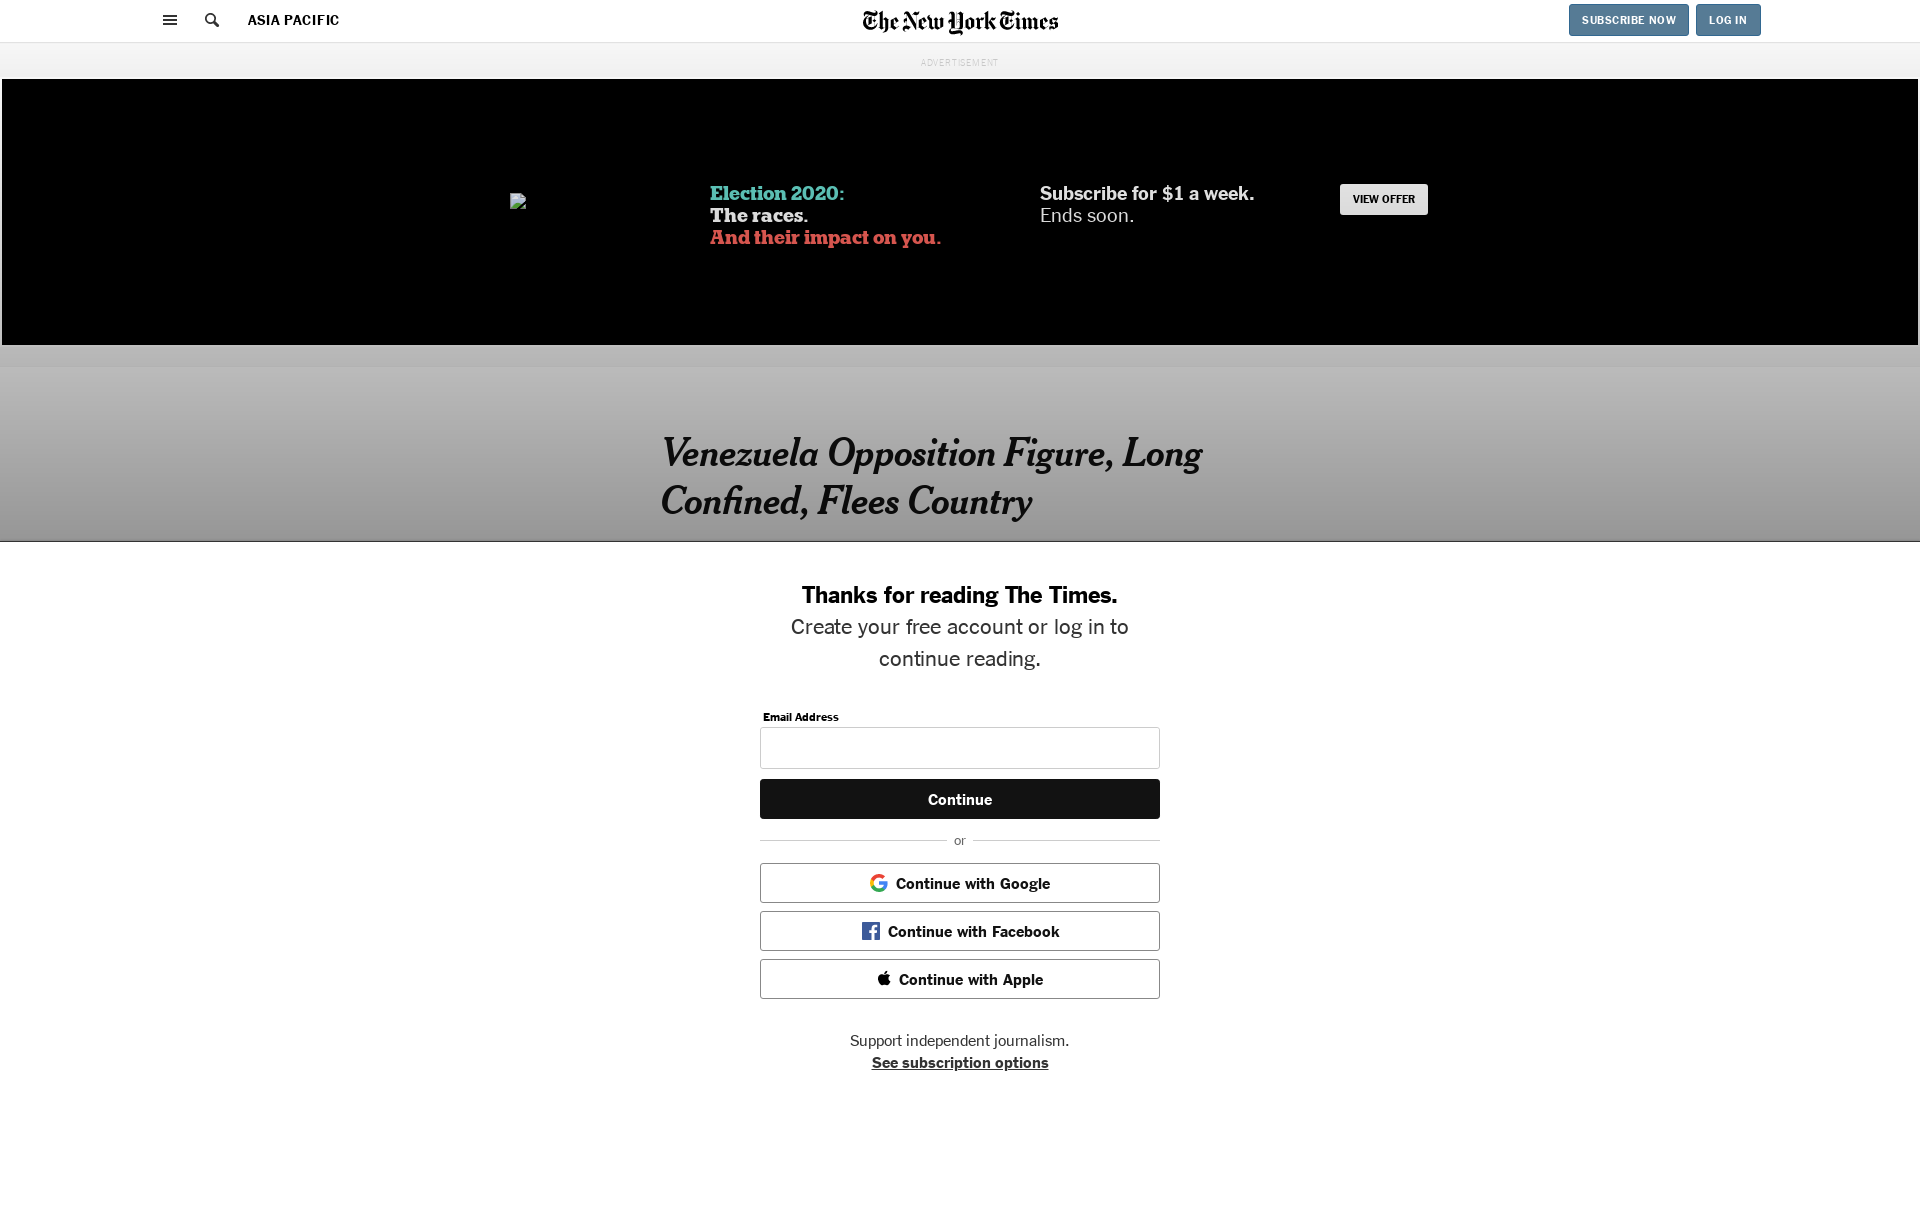 ASIA PACIFIC
The New York Times
SUBSCRIBE NOW
LOG IN
ADVERTISEMENT
Election 2020:
The races.
And their impact on you.
Subscribe for $1 a week.
Ends soon.
VIEW OFFER
Venezuela Opposition Figure, Long
Confined, Flees Country
Thanks for reading The Times.
Create your free account or log in to
continue reading.
Email Address
Continue
or
Continue with Google
Continue with Facebook
Continue with Apple
Support independent journalism.
See subscription options